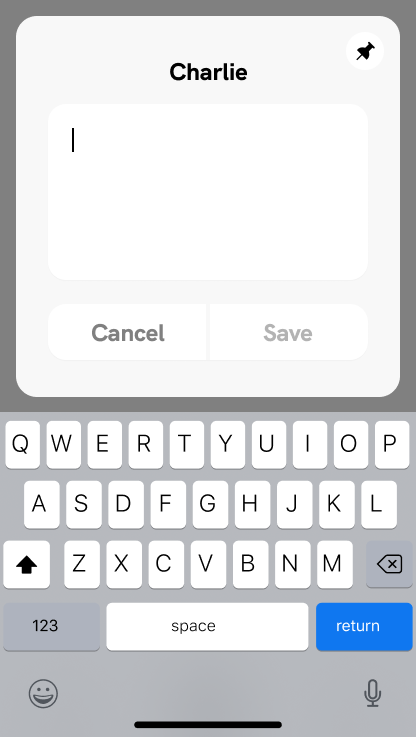 Charlie
Cancel Save
Q W E R T Y U I O P
A S D F G H J K L
Z X C V B N M
123 space return